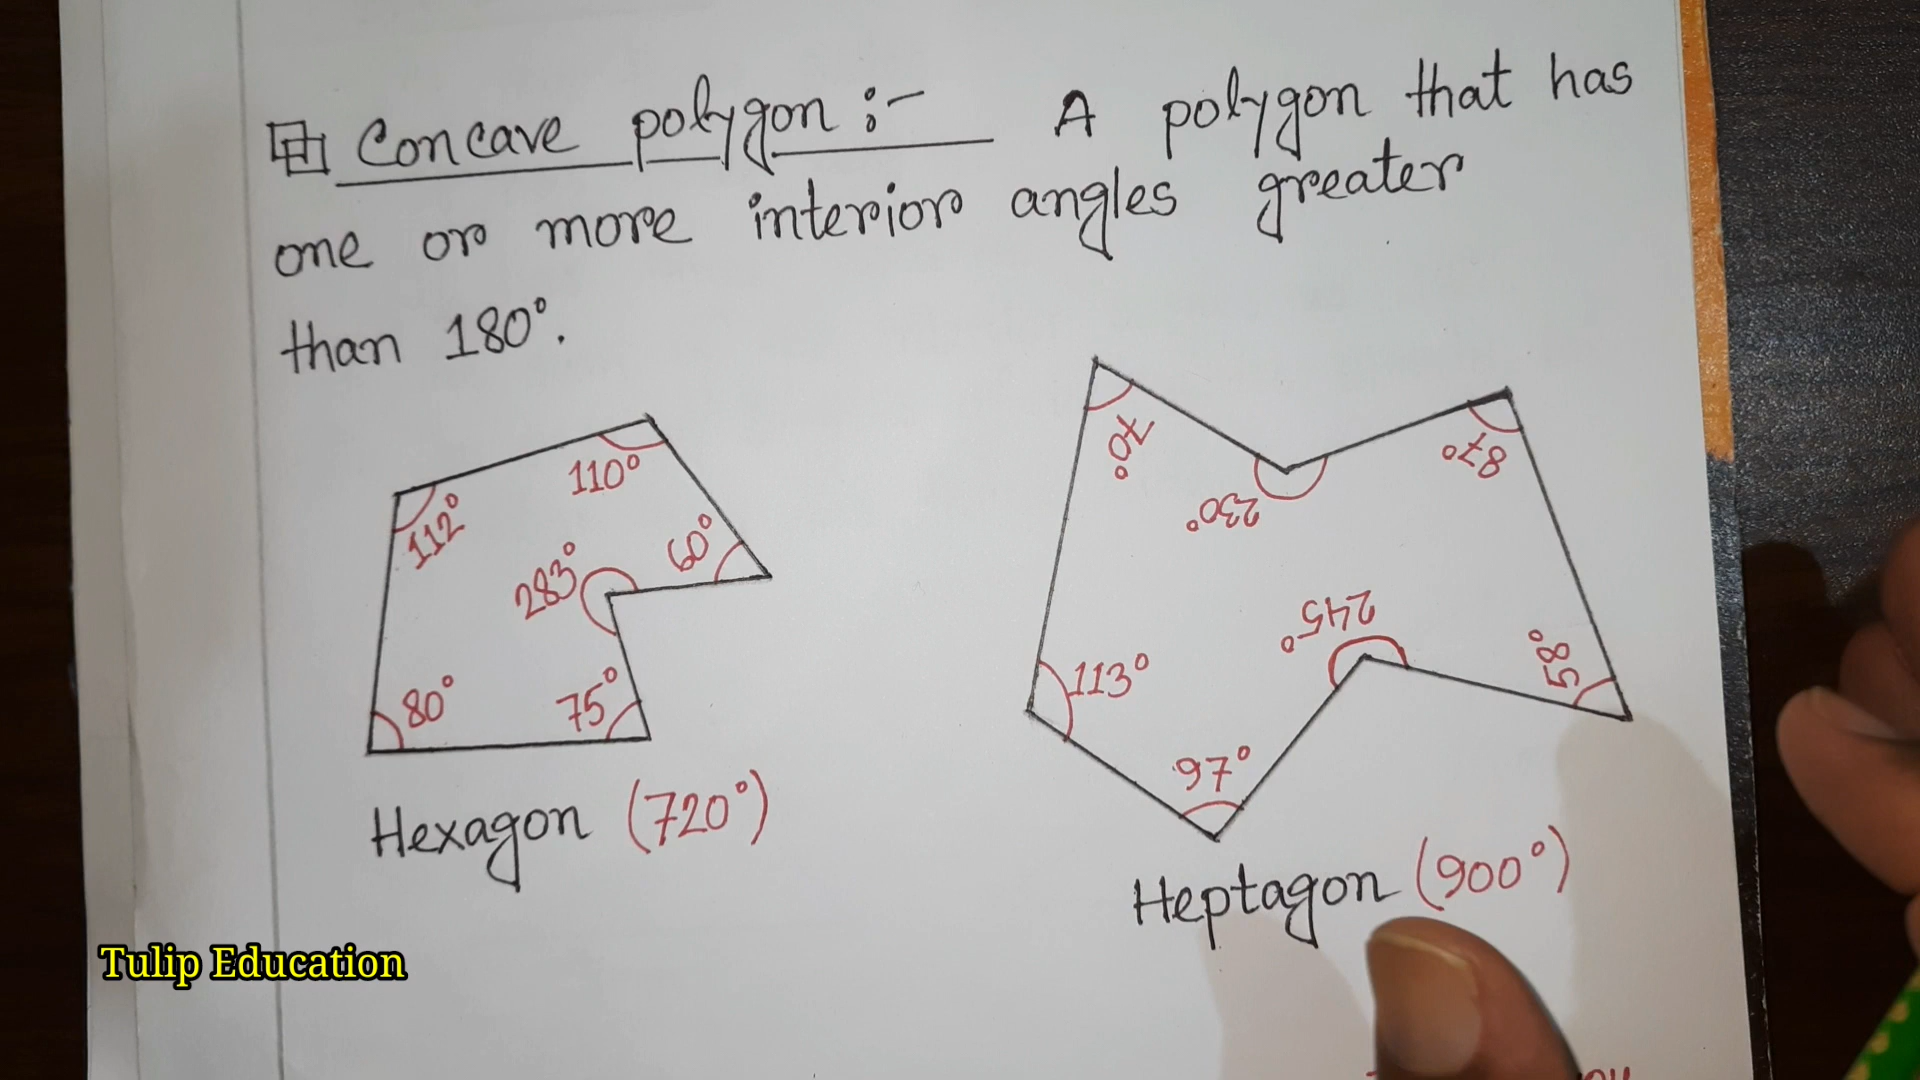 Concave polygon :- A polygon that has
one or more interior angles greater
than 180°.
112°
110°
60°
283°
80°
75°
Hexagon (720°)
70°
230°
87°
245°
58°
113°
97°
Heptagon (900°)
Tulip Education